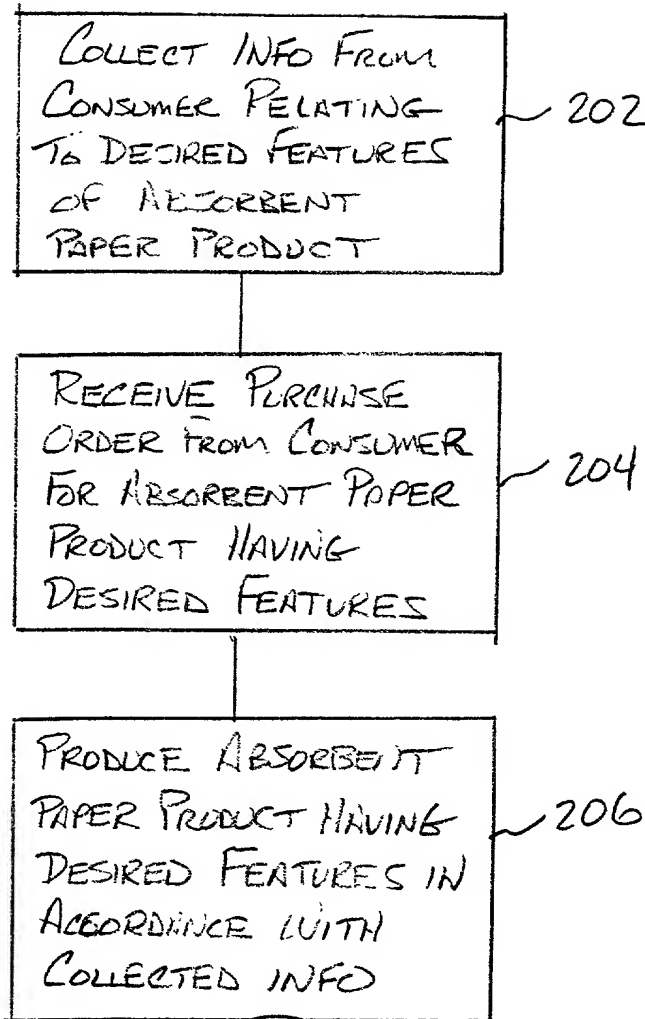 COLLECT INFO FROM
CONSUMER RELATING
TO DESIRED FEATURES
OF ABSORBENT
PAPER PRODUCT
202
RECEIVE PURCHASE
ORDER FROM CONSUMER
FOR ABSORBENT PAPER
PRODUCT HAVING
DESIRED FEATURES
204
PRODUCE ABSORBENT
PAPER PRODUCT HAVING
DESIRED FEATURES IN
ACCORDANCE WITH
COLLECTED INFO
206